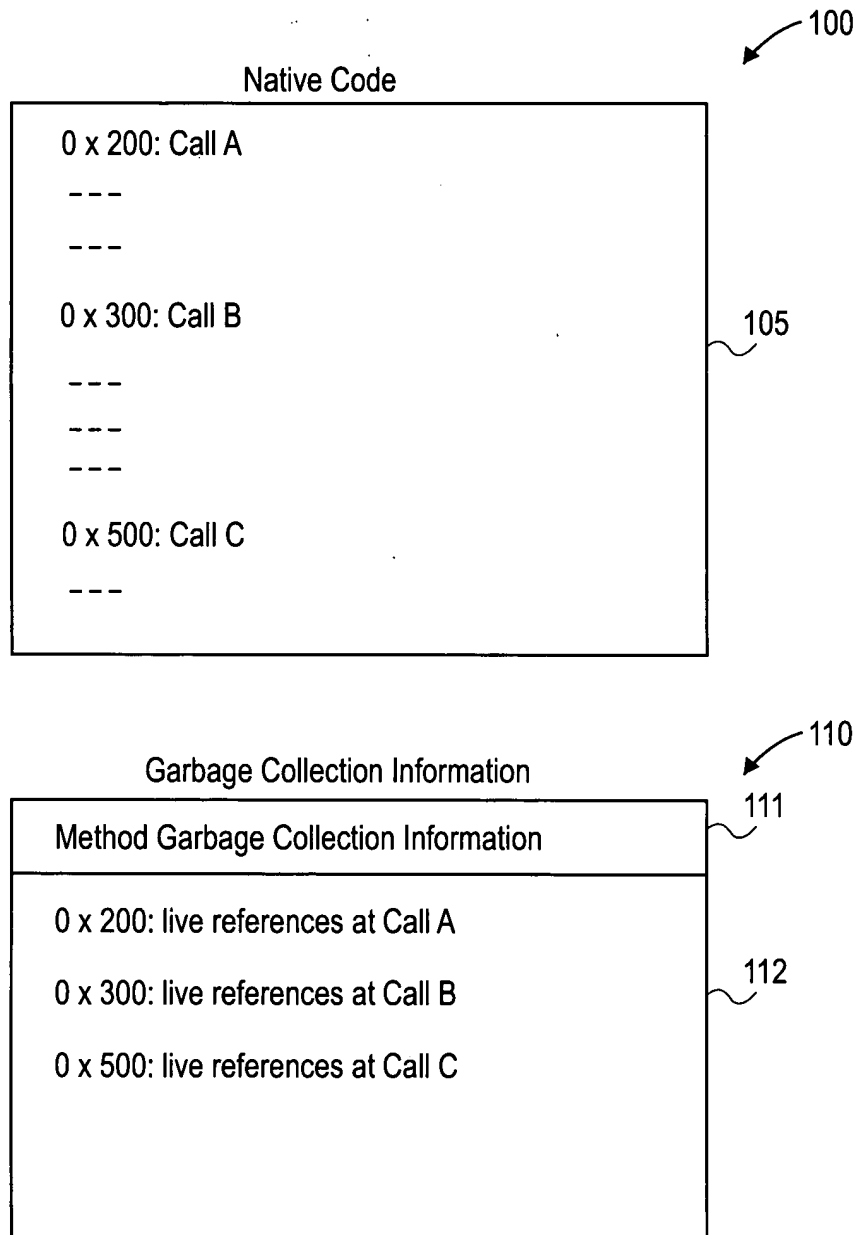 100
Native Code
0 x 200: Call A
---
---
0 x 300: Call B
105
---
---
---
0 x 500: Call C
---
110
Garbage Collection Information
111
Method Garbage Collection Information
0 x 200: live references at Call A
0 x 300: live references at Call B
112
0 x 500: live references at Call C